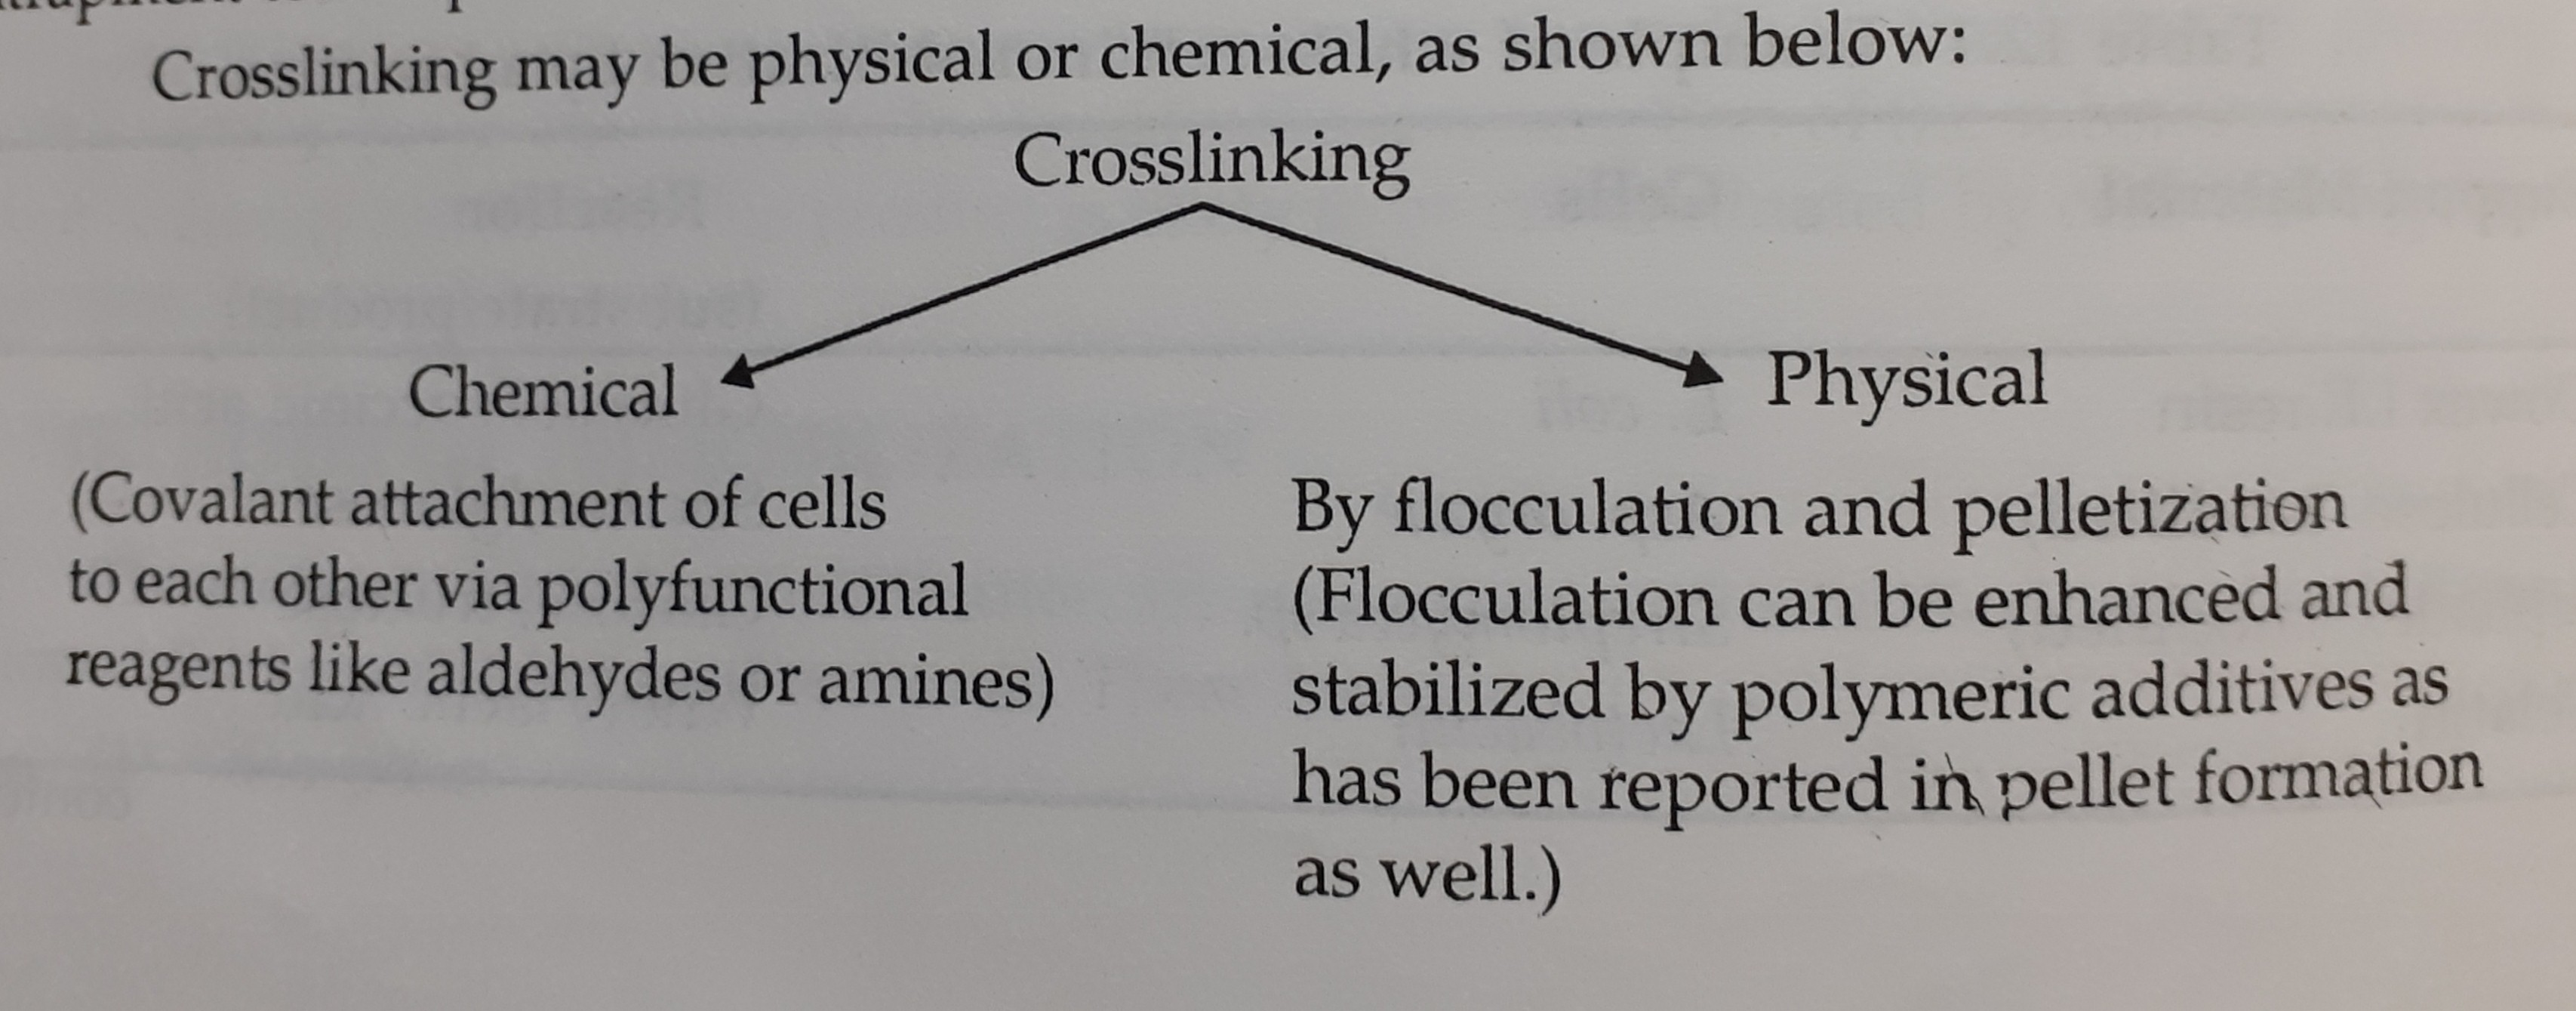 Crosslinking may be physical or chemical, as shown below:
Crosslinking
Chemical
(Covalant attachment of cells
to each other via polyfunctional
reagents like aldehydes or amines)
Physical
By flocculation and pelletization
(Flocculation can be enhanced and
stabilized by polymeric additives as
has been reported in pellet formation
as well.)